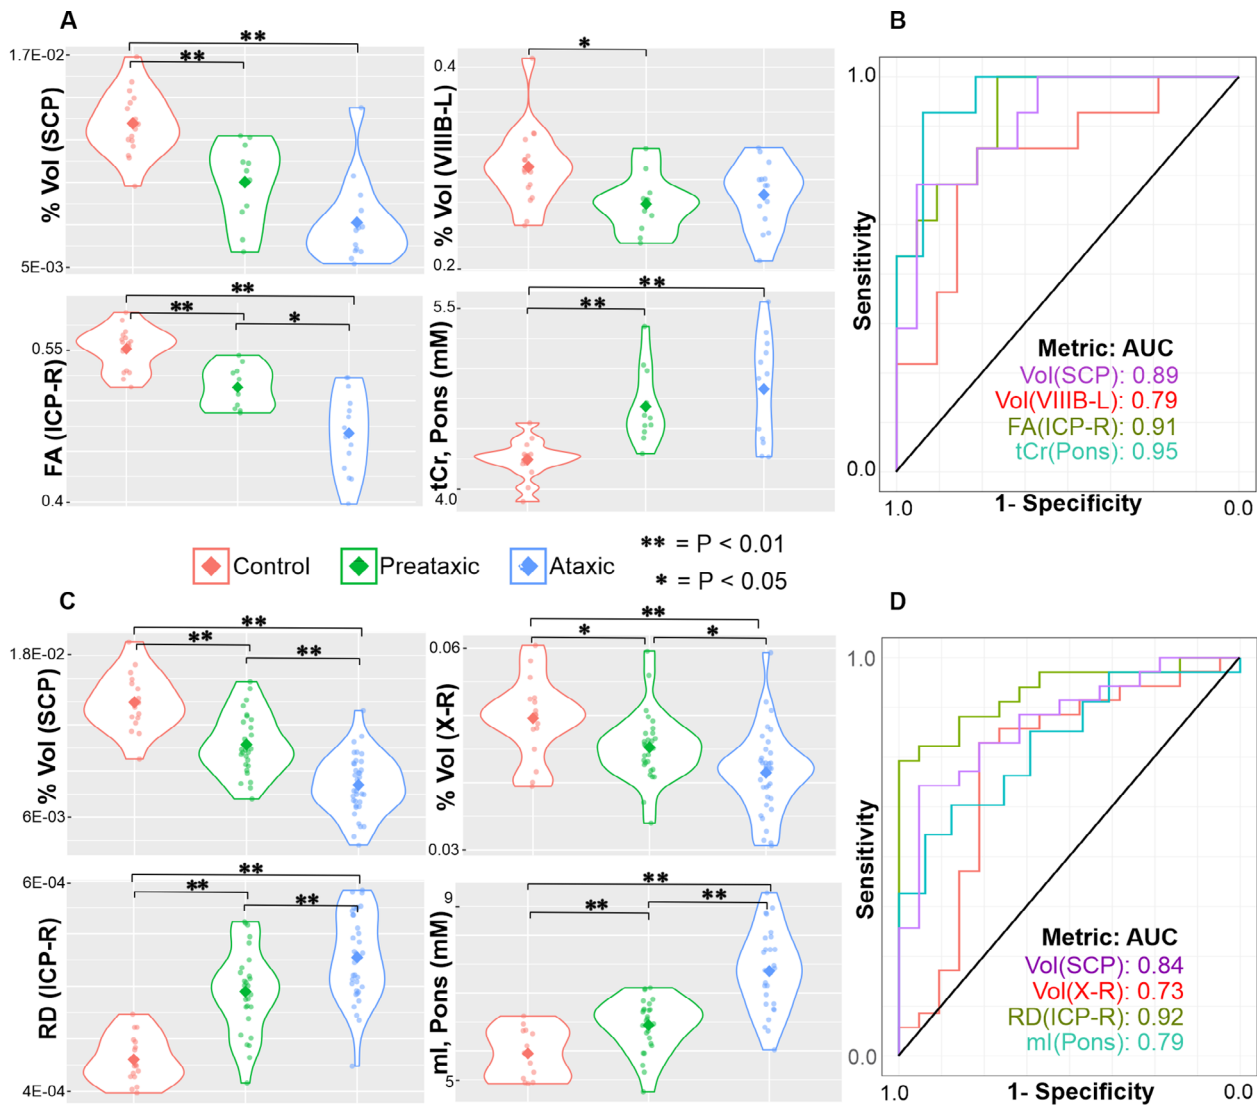 A
B
**
**
1.7E-02
% Vol (SCP)
5E-03
*
0.4
% Vol (VIIIB-L)
0.2
**
**
*
0.55
FA (ICP-R)
0.4
**
**
5.5
tCr, Pons (mM)
4.0
1.0
Sensitivity
0.0
Metric: AUC
Vol(SCP): 0.89
Vol(VIIIB-L): 0.79
FA(ICP-R): 0.91
tCr(Pons): 0.95
1.0 1- Specificity 0.0
Control Preataxic Ataxic
** = P < 0.01
* = P < 0.05
C
D
**
**
**
1.8E-02
% Vol (SCP)
6E-03
**
*
*
0.06
% Vol (X-R)
0.03
**
**
**
6E-04
RD (ICP-R)
4E-04
**
**
**
9
mI, Pons (mM)
5
1.0
Sensitivity
0.0
Metric: AUC
Vol(SCP): 0.84
Vol(X-R): 0.73
RD(ICP-R): 0.92
mI(Pons): 0.79
1.0 1- Specificity 0.0